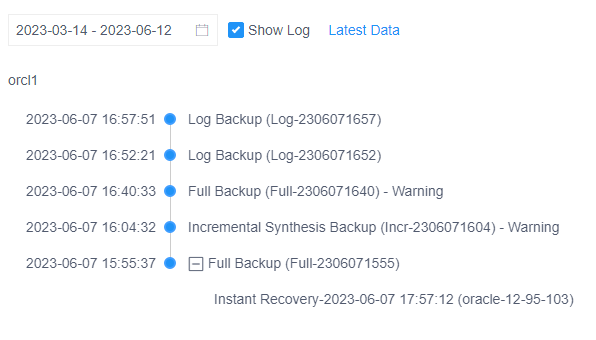 2023-03-14 - 2023-06-12 Show Log Latest Data
orcl1
2023-06-07 16:57:51 Log Backup (Log-2306071657)
2023-06-07 16:52:21 Log Backup (Log-2306071652)
2023-06-07 16:40:33 Full Backup (Full-2306071640) - Warning
2023-06-07 16:04:32 Incremental Synthesis Backup (Incr-2306071604) - Warning
2023-06-07 15:55:37 Full Backup (Full-2306071555)
Instant Recovery-2023-06-07 17:57:12 (oracle-12-95-103)